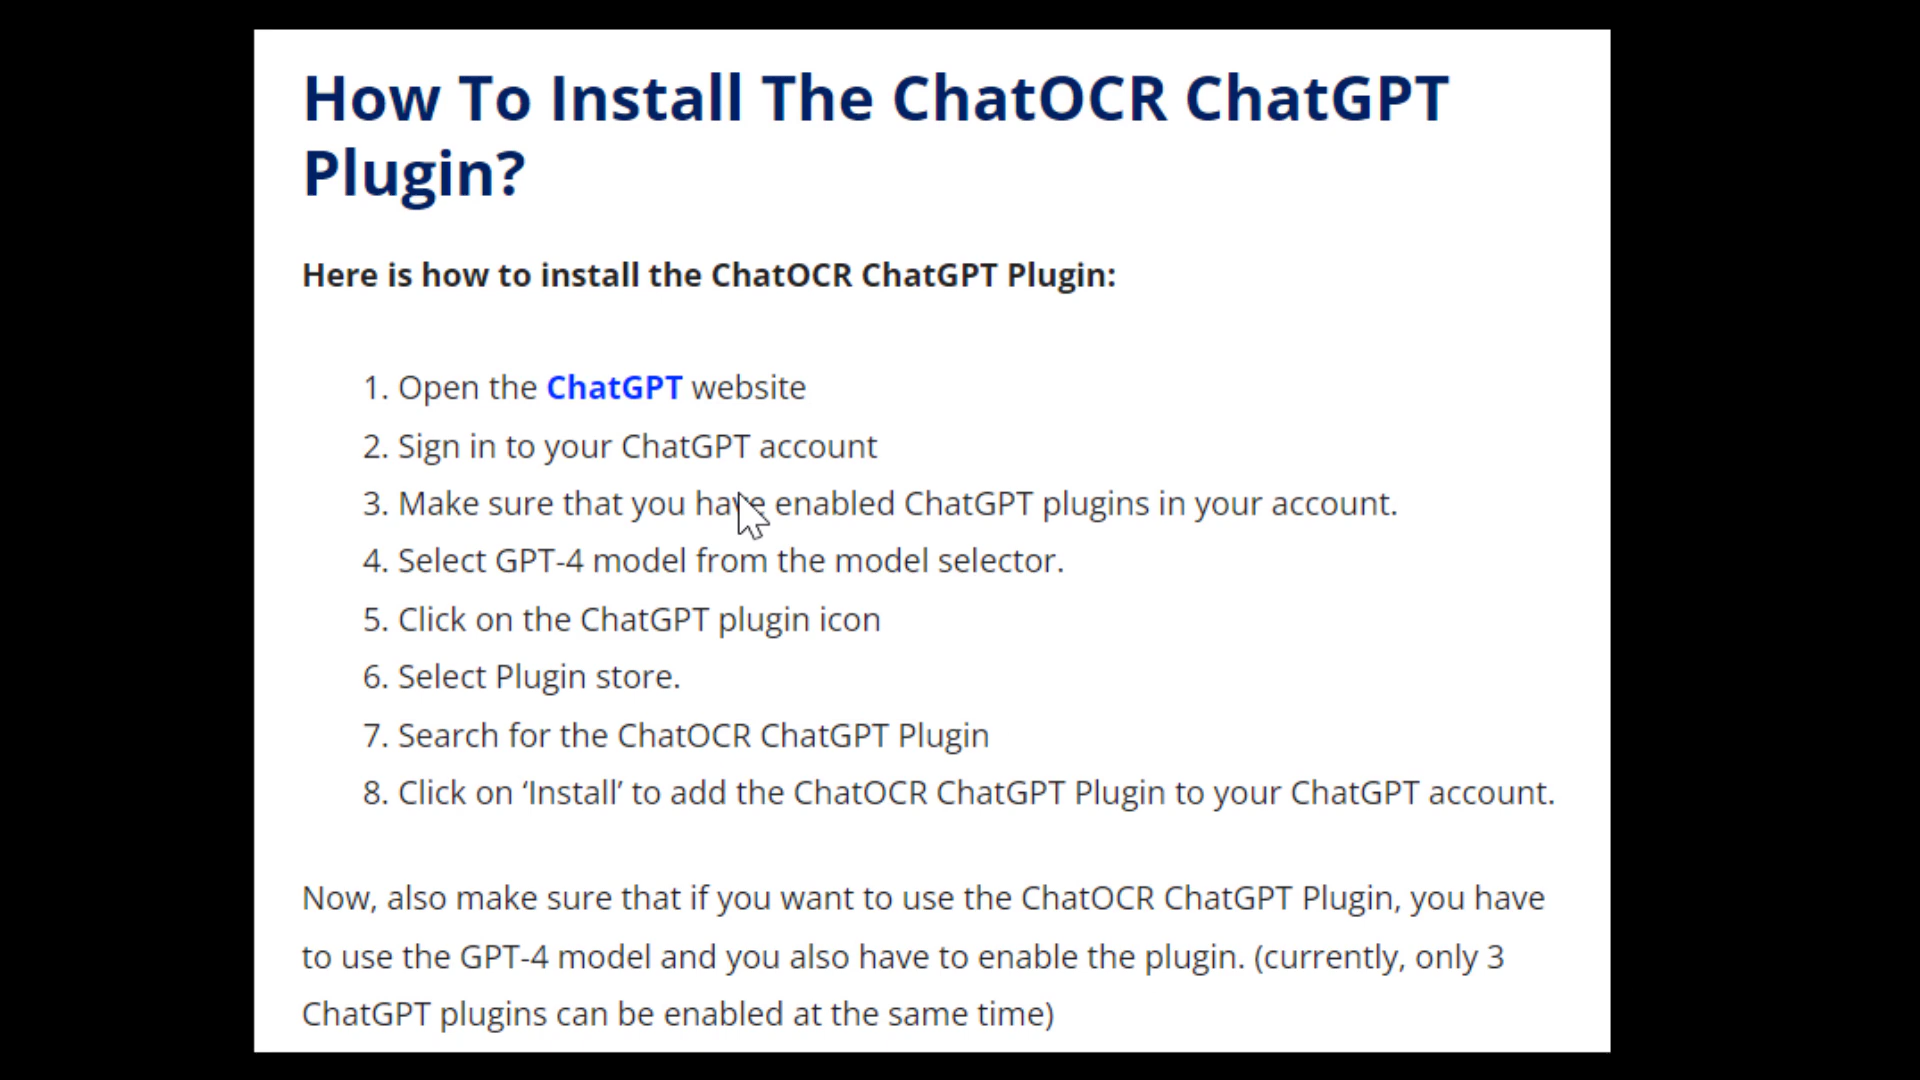 How To Install The ChatOCR ChatGPT
Plugin?
Here is how to install the ChatOCR ChatGPT Plugin:
1. Open the ChatGPT website
2. Sign in to your ChatGPT account
3. Make sure that you have enabled ChatGPT plugins in your account.
4. Select GPT-4 model from the model selector.
5. Click on the ChatGPT plugin icon
6. Select Plugin store.
7. Search for the ChatOCR ChatGPT Plugin
8. Click on ‘Install’ to add the ChatOCR ChatGPT Plugin to your ChatGPT account.
Now, also make sure that if you want to use the ChatOCR ChatGPT Plugin, you have
to use the GPT-4 model and you also have to enable the plugin. (currently, only 3
ChatGPT plugins can be enabled at the same time)